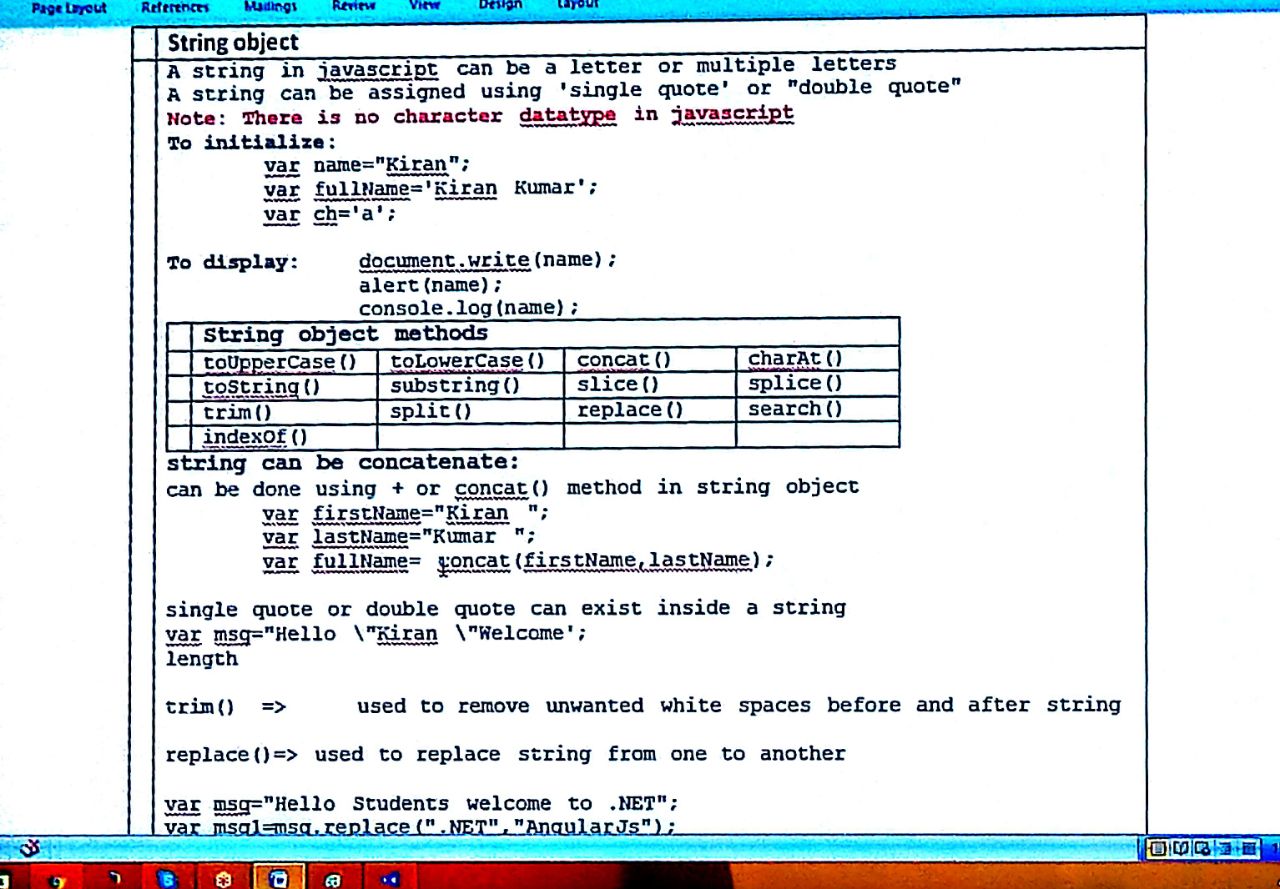 Page Layout References Mailings Review View Design Layout
String object
A string in javascript can be a letter or multiple letters
A string can be assigned using 'single quote' or "double quote"
Note: There is no character datatype in javascript
To initialize:
var name="Kiran";
var fullName='Kiran Kumar';
var ch='a';
To display: document.write(name);
alert(name);
console.log(name);
String object methods
toUpperCase() toLowerCase() concat() charAt()
toString() substring() slice() splice()
trim() split() replace() search()
indexOf()
string can be concatenate:
can be done using + or concat() method in string object
var firstName="Kiran ";
var lastName="Kumar ";
var fullName= concat(firstName,lastName);
single quote or double quote can exist inside a string
var msg="Hello \"Kiran \"Welcome';
length
trim() => used to remove unwanted white spaces before and after string
replace()=> used to replace string from one to another
var msg="Hello Students welcome to .NET";
var msg1=msg.replace(".NET","AngularJs");